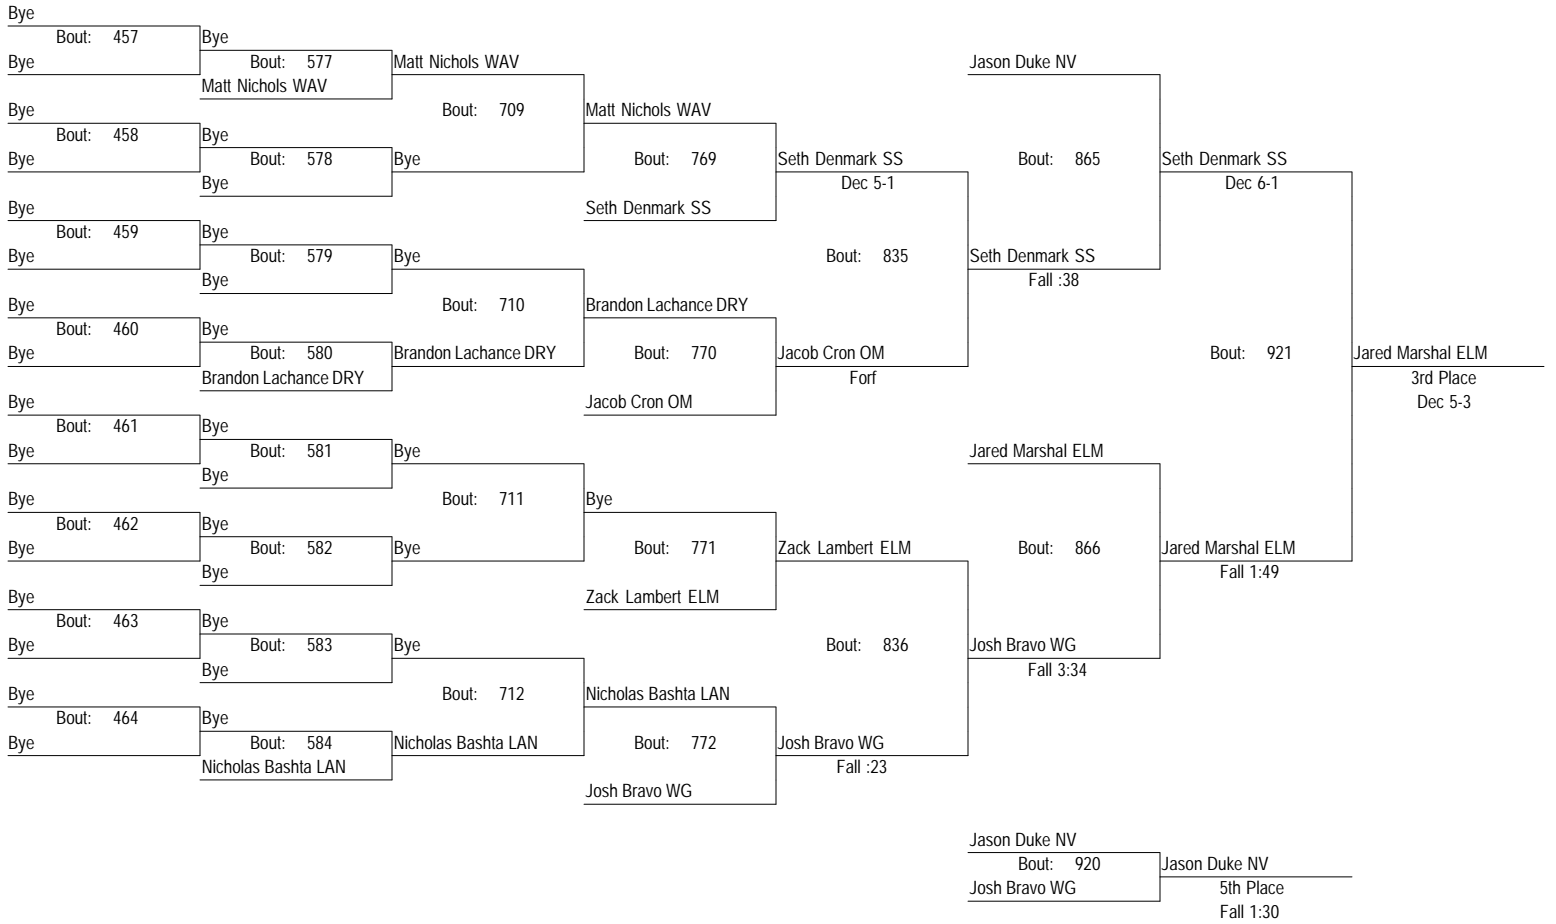 Bye
Bout: 457 Bye
Bye Bout: 577 Matt Nichols WAV Jason Duke NV
Matt Nichols WAV
Bye Bout: 709 Matt Nichols WAV
Bout: 458 Bye
Bye Bout: 578 Bye Bout: 769 Seth Denmark SS Bout: 865 Seth Denmark SS
Bye Dec 5-1 Dec 6-1
Bye Seth Denmark SS
Bout: 459 Bye
Bye Bout: 579 Bye Bout: 835 Seth Denmark SS
Bye Fall :38
Bye Bout: 710 Brandon Lachance DRY
Bout: 460 Bye
Bye Bout: 580 Brandon Lachance DRY Bout: 770 Jacob Cron OM Bout: 921 Jared Marshal ELM
Brandon Lachance DRY Forf 3rd Place
Bye Jacob Cron OM Dec 5-3
Bout: 461 Bye
Bye Bout: 581 Bye Jared Marshal ELM
Bye
Bye Bout: 711 Bye
Bout: 462 Bye
Bye Bout: 582 Bye Bout: 771 Zack Lambert ELM Bout: 866 Jared Marshal ELM
Bye Fall 1:49
Bye Zack Lambert ELM
Bout: 463 Bye
Bye Bout: 583 Bye Bout: 836 Josh Bravo WG
Bye Fall 3:34
Bye Bout: 712 Nicholas Bashta LAN
Bout: 464 Bye
Bye Bout: 584 Nicholas Bashta LAN Bout: 772 Josh Bravo WG
Nicholas Bashta LAN Fall :23
Josh Bravo WG
Jason Duke NV
Bout: 920 Jason Duke NV
Josh Bravo WG 5th Place
Fall 1:30